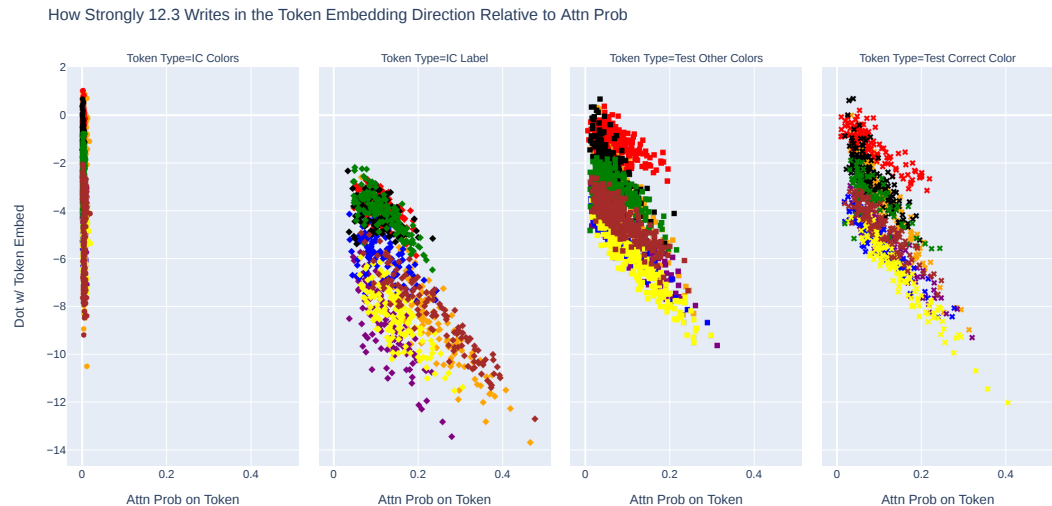 How Strongly 12.3 Writes in the Token Embedding Direction Relative to Attn Prob
Token Type=IC Colors
Token Type=IC Label
Token Type=Test Other Colors
Token Type=Test Correct Color
Dot w/ Token Embed
2
0
−2
−4
−6
−8
−10
−12
−14
0 0.2 0.4
0 0.2 0.4
0 0.2 0.4
0 0.2 0.4
Attn Prob on Token
Attn Prob on Token
Attn Prob on Token
Attn Prob on Token